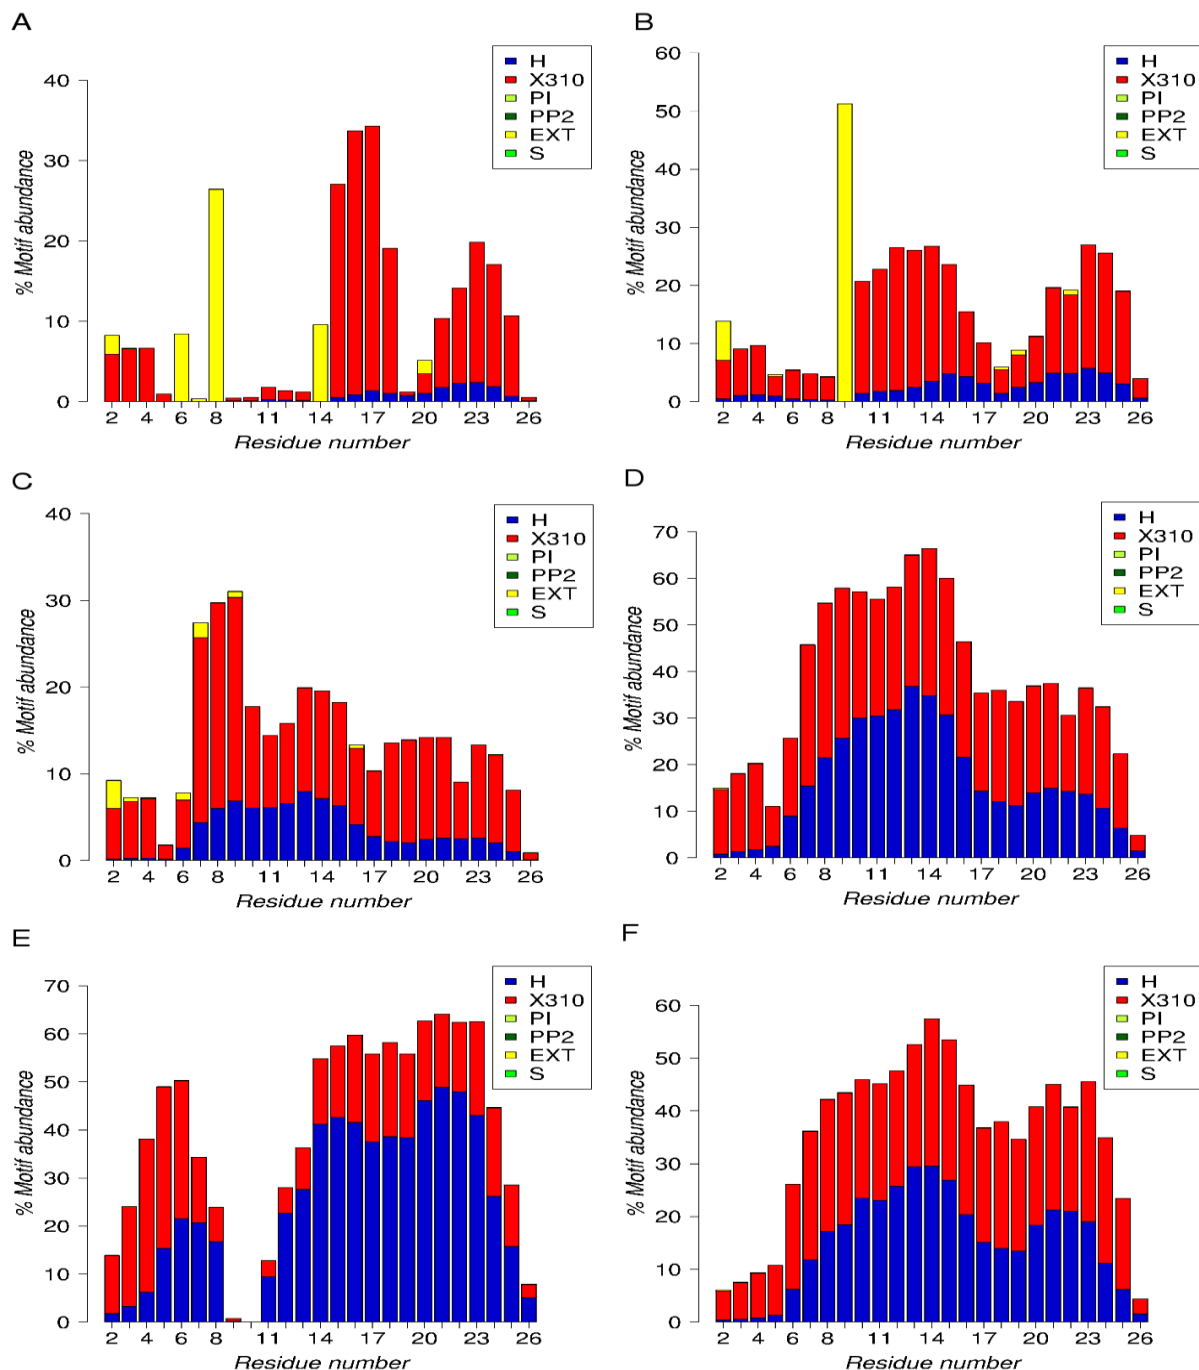 A
% Motif abundance
40
30
20
10
0
2 4 6 8 11 14 17 20 23 26
Residue number
H
X310
PI
PP2
EXT
S
B
% Motif abundance
60
50
40
30
20
10
0
2 4 6 8 11 14 17 20 23 26
Residue number
H
X310
PI
PP2
EXT
S
C
% Motif abundance
40
30
20
10
0
2 4 6 8 11 14 17 20 23 26
Residue number
H
X310
PI
PP2
EXT
S
D
% Motif abundance
70
60
50
40
30
20
10
0
2 4 6 8 11 14 17 20 23 26
Residue number
H
X310
PI
PP2
EXT
S
E
% Motif abundance
70
60
50
40
30
20
10
0
2 4 6 8 11 14 17 20 23 26
Residue number
H
X310
PI
PP2
EXT
S
F
% Motif abundance
60
50
40
30
20
10
0
2 4 6 8 11 14 17 20 23 26
Residue number
H
X310
PI
PP2
EXT
S